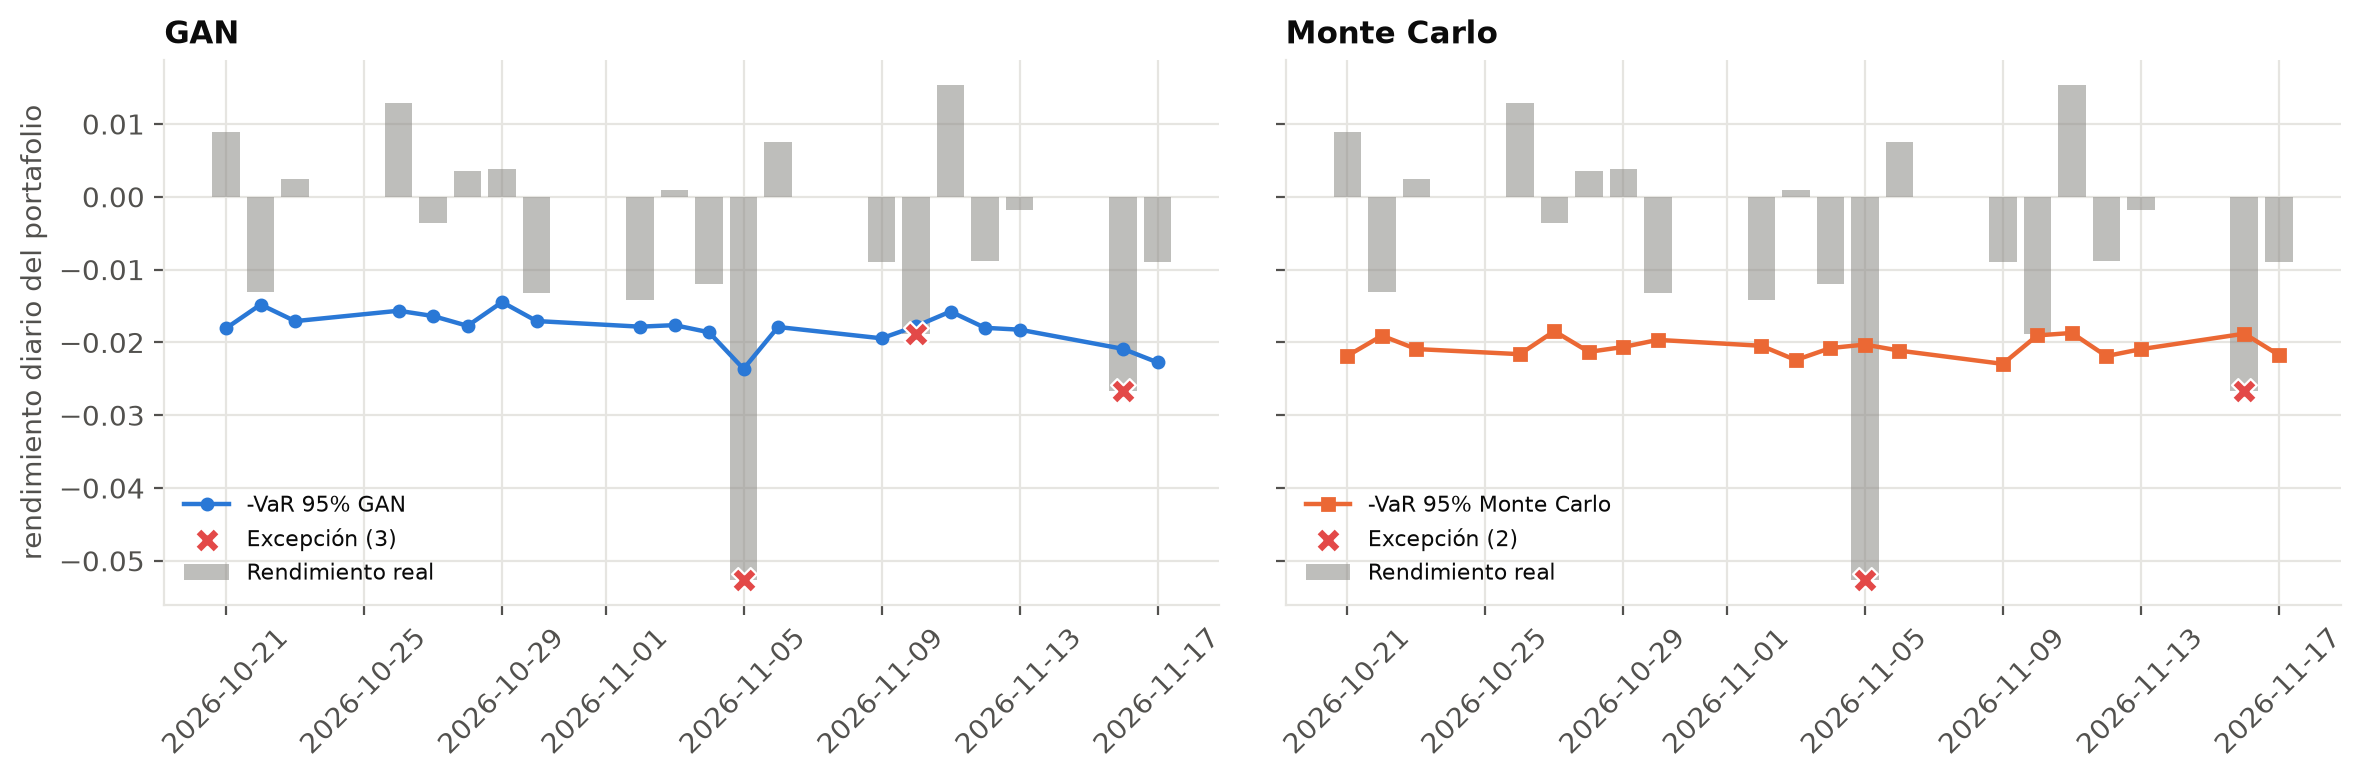 GAN
rendimiento diario del portafolio
0.01
0.00
−0.01
−0.02
−0.03
−0.04
−0.05
-VaR 95% GAN
Excepción (3)
Rendimiento real
2026-10-21
2026-10-25
2026-10-29
2026-11-01
2026-11-05
2026-11-09
2026-11-13
2026-11-17
Monte Carlo
-VaR 95% Monte Carlo
Excepción (2)
Rendimiento real
2026-10-21
2026-10-25
2026-10-29
2026-11-01
2026-11-05
2026-11-09
2026-11-13
2026-11-17